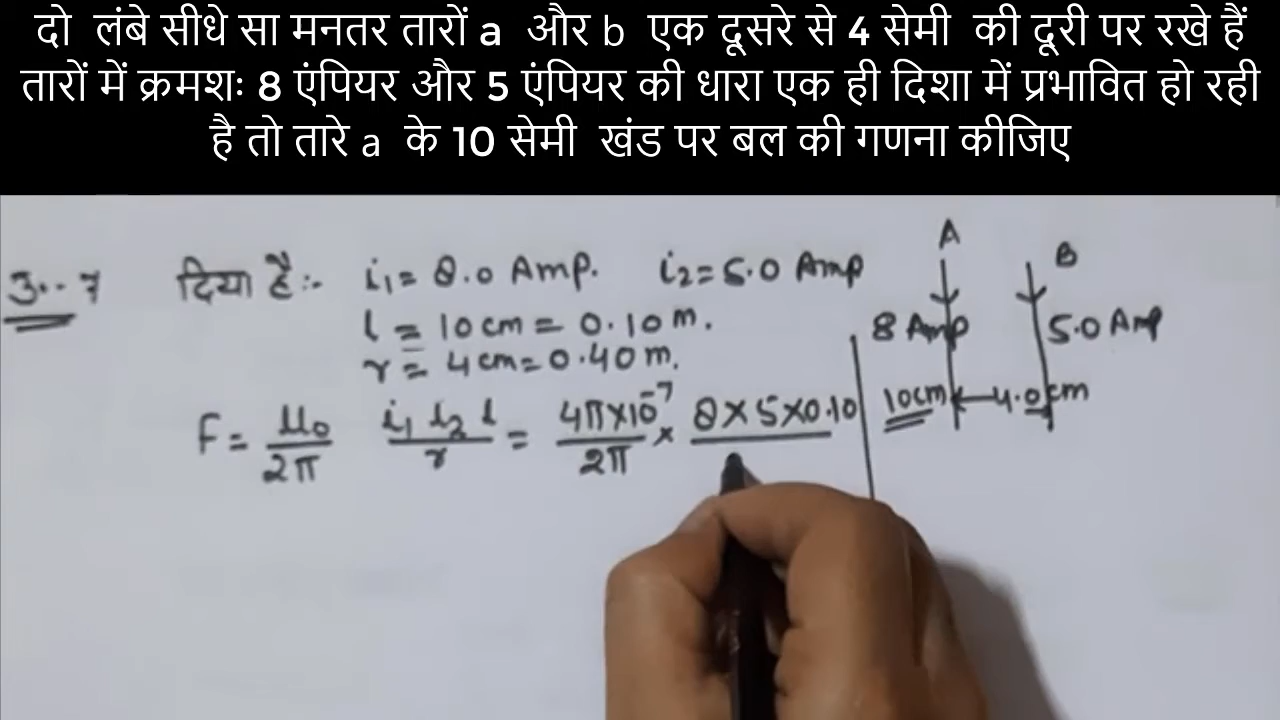 दो लंबे सीधे सा मनतर तारों a और b एक दूसरे से 4 सेमी की दूरी पर रखे हैं
तारों में क्रमशः 8 एंपियर और 5 एंपियर की धारा एक ही दिशा में प्रभावित हो रही
है तो तारे a के 10 सेमी खंड पर बल की गणना कीजिए
उ.. 7 दिया है:- i₁= 8.0 Amp. i₂=5.0 Amp
l = 10 cm = 0.10 m.
r = 4 cm= 0.40 m.
F = μ₀/2π i₁ i₂ l/r = 4π×10⁻⁷/2π × 8×5×0.10
A B
8 Amp 5.0 Amp
10cm 4.0 cm